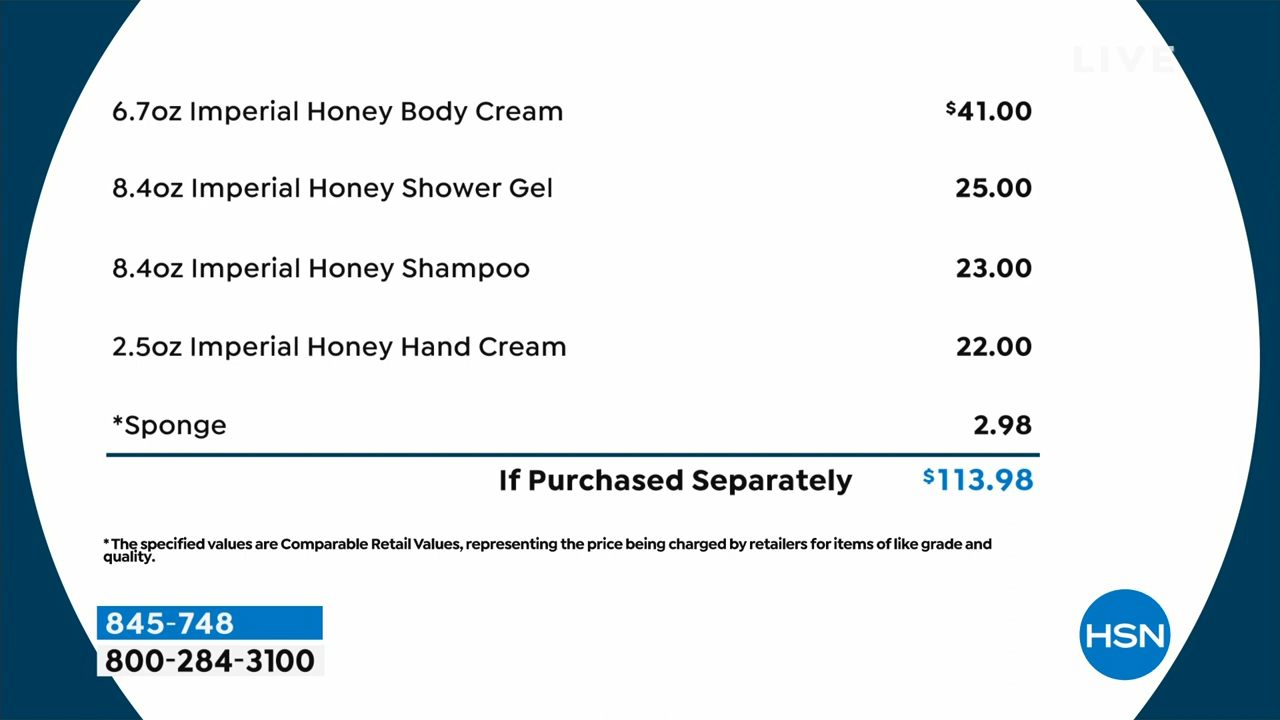 LIVE
6.7oz Imperial Honey Body Cream $41.00
8.4oz Imperial Honey Shower Gel 25.00
8.4oz Imperial Honey Shampoo 23.00
2.5oz Imperial Honey Hand Cream 22.00
*Sponge 2.98
If Purchased Separately $113.98
*The specified values are Comparable Retail Values, representing the price being charged by retailers for items of like grade and
quality.
845-748
800-284-3100
HSN